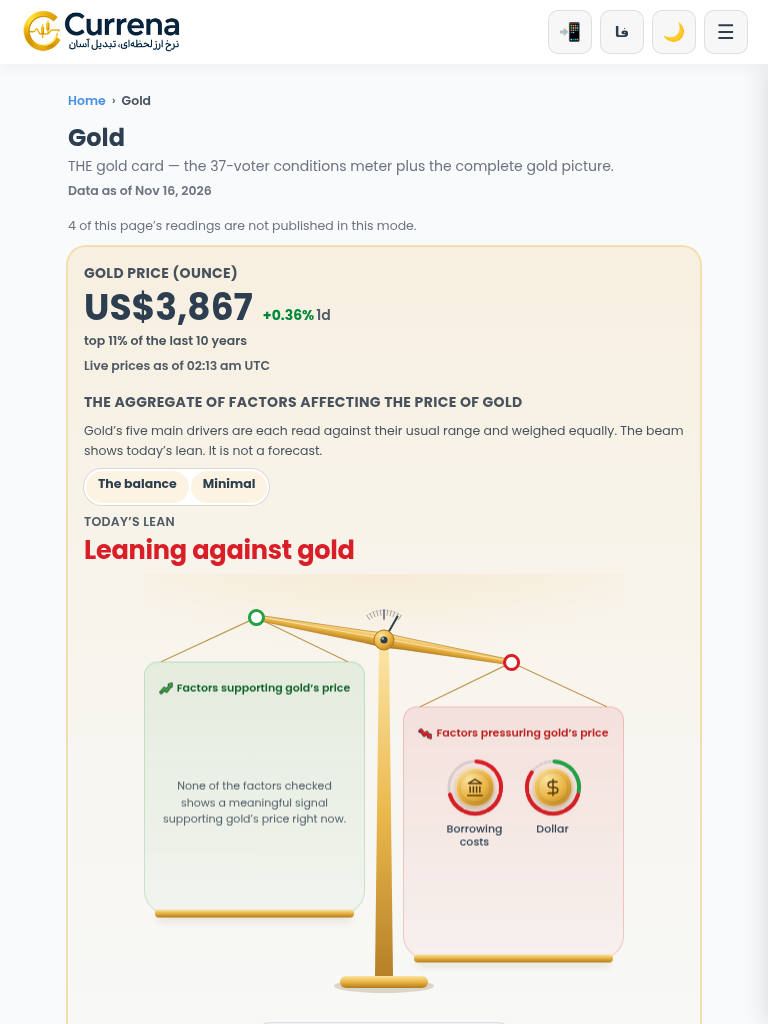 Currena
نرخ ارز لحظه‌ای، تبدیل آسان
فا
Home › Gold
Gold
THE gold card — the 37-voter conditions meter plus the complete gold picture.
Data as of Nov 16, 2026
4 of this page’s readings are not published in this mode.
GOLD PRICE (OUNCE)
US$3,867 +0.36% 1d
top 11% of the last 10 years
Live prices as of 02:13 am UTC
THE AGGREGATE OF FACTORS AFFECTING THE PRICE OF GOLD
Gold’s five main drivers are each read against their usual range and weighed equally. The beam
shows today’s lean. It is not a forecast.
The balance Minimal
TODAY’S LEAN
Leaning against gold
Factors supporting gold’s price
None of the factors checked
shows a meaningful signal
supporting gold’s price right now.
Factors pressuring gold’s price
$
Borrowing
costs
Dollar